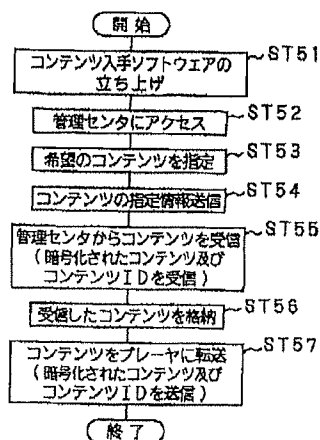 開始
コンテンツ入手ソフトウェアの
立ち上げ
ST51
管理センタにアクセス
ST52
希望のコンテンツを指定
ST53
コンテンツの指定情報送信
ST54
管理センタからコンテンツを受信
(暗号化されたコンテンツ及び
コンテンツIDを受信)
ST55
受信したコンテンツを格納
ST56
コンテンツをプレーヤに転送
(暗号化されたコンテンツ及び
コンテンツIDを送信)
ST57
終了